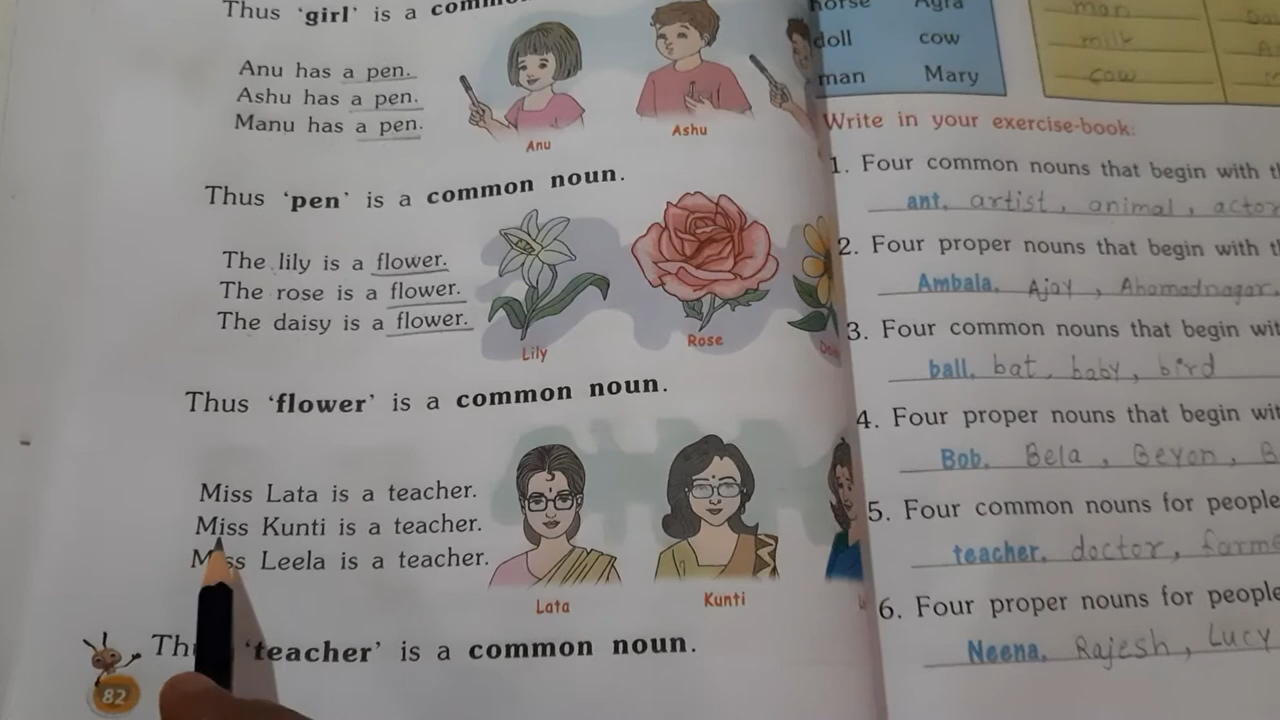 Thus 'girl' is a
Anu has a pen.
Ashu has a pen.
Manu has a pen.
Anu
Ashu
Thus 'pen' is a common noun.
The lily is a flower.
The rose is a flower.
The daisy is a flower.
Lily
Rose
Thus 'flower' is a common noun.
Miss Lata is a teacher.
Miss Kunti is a teacher.
Miss Leela is a teacher.
Lata
Kunti
'teacher' is a common noun.
82
horse Agra
doll cow
man Mary
man
milk
cow
Write in your exercise-book:
1. Four common nouns that begin with
ant, artist, animal, actor
2. Four proper nouns that begin with
Ambala, Ajay, Ahamadnagar,
3. Four common nouns that begin
ball, bat, baby, bird
4. Four proper nouns that begin
Bob, Bela, Beyon,
5. Four common nouns for people
teacher, doctor,
6. Four proper nouns for people
Neena, Rajesh, Lucy